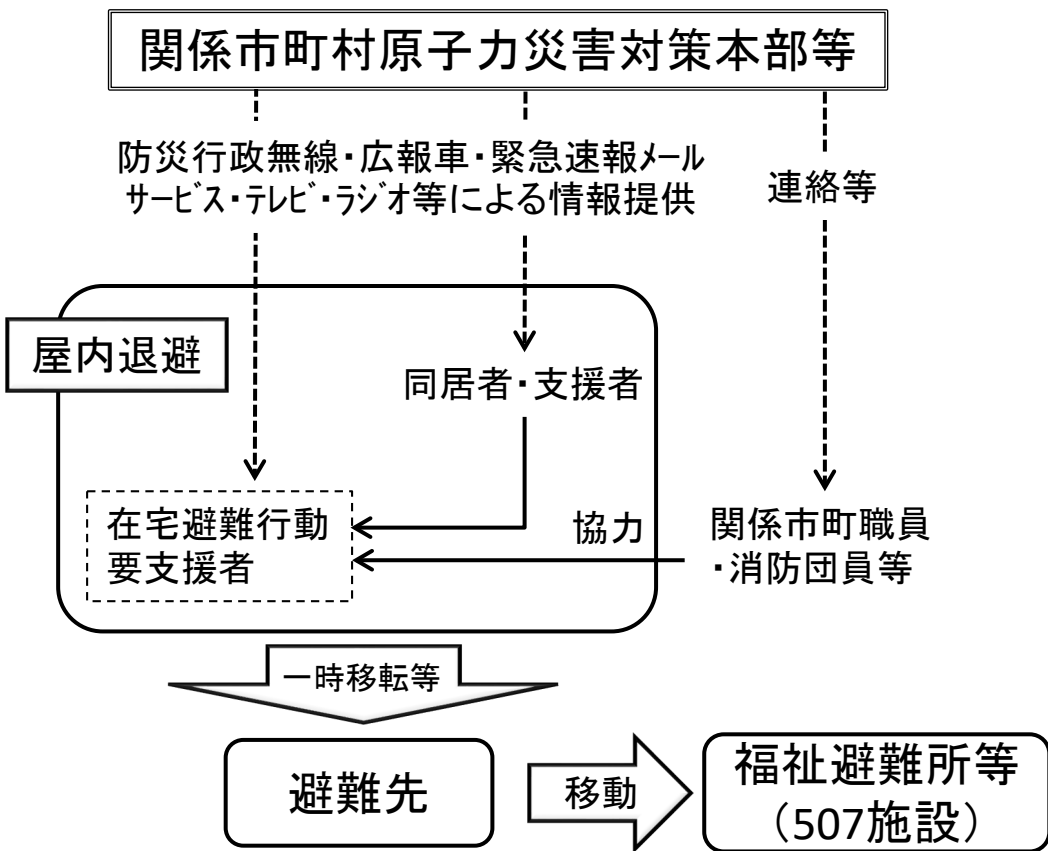 関係市町村原子力災害対策本部等
防災行政無線・広報車・緊急速報ﾒｰﾙ
ｻｰﾋﾞｽ・ﾃﾚﾋﾞ・ﾗｼﾞｵ等による情報提供
連絡等
屋内退避
同居者・支援者
在宅避難行動
要支援者
協力
関係市町職員
・消防団員等
一時移転等
避難先
移動
福祉避難所等
（507施設）